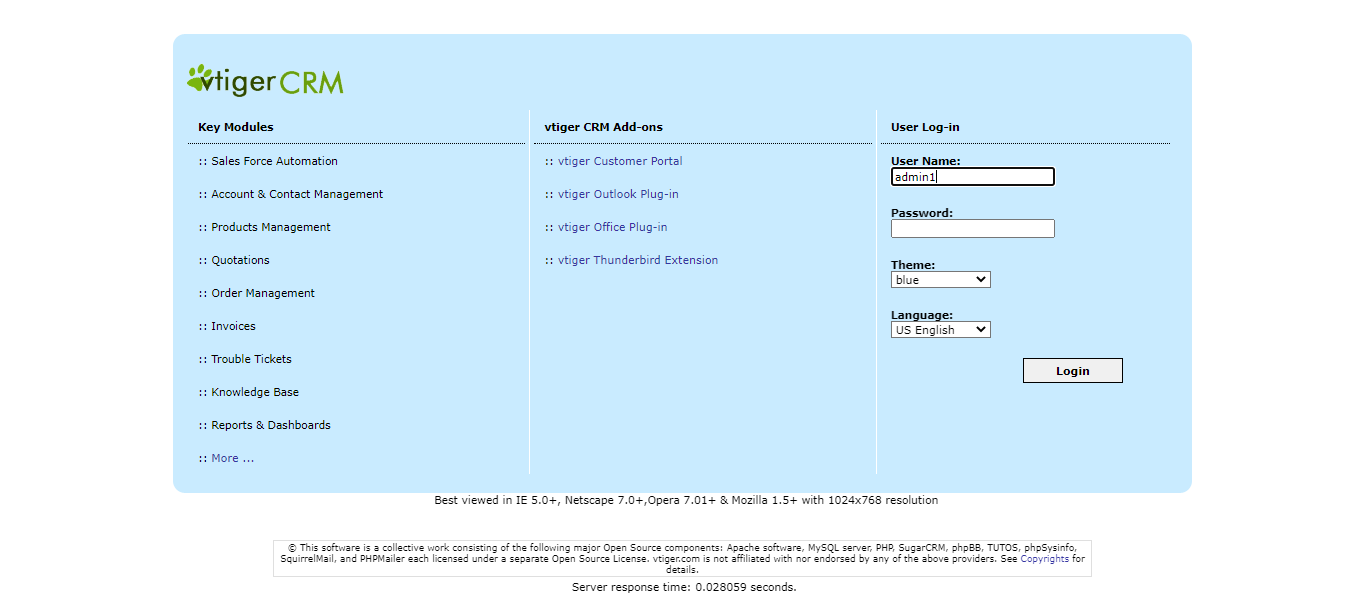 vtiger CRM
Key Modules
:: Sales Force Automation
:: Account & Contact Management
:: Products Management
:: Quotations
:: Order Management
:: Invoices
:: Trouble Tickets
:: Knowledge Base
:: Reports & Dashboards
:: More ...
vtiger CRM Add-ons
:: vtiger Customer Portal
:: vtiger Outlook Plug-in
:: vtiger Office Plug-in
:: vtiger Thunderbird Extension
User Log-in
User Name:
admin1
Password:
Theme:
blue
Language:
US English
Login
Best viewed in IE 5.0+, Netscape 7.0+,Opera 7.01+ & Mozilla 1.5+ with 1024x768 resolution
© This software is a collective work consisting of the following major Open Source components: Apache software, MySQL server, PHP, SugarCRM, phpBB, TUTOS, phpSysinfo,
SquirrelMail, and PHPMailer each licensed under a separate Open Source License. vtiger.com is not affiliated with nor endorsed by any of the above providers. See Copyrights for
details.
Server response time: 0.028059 seconds.